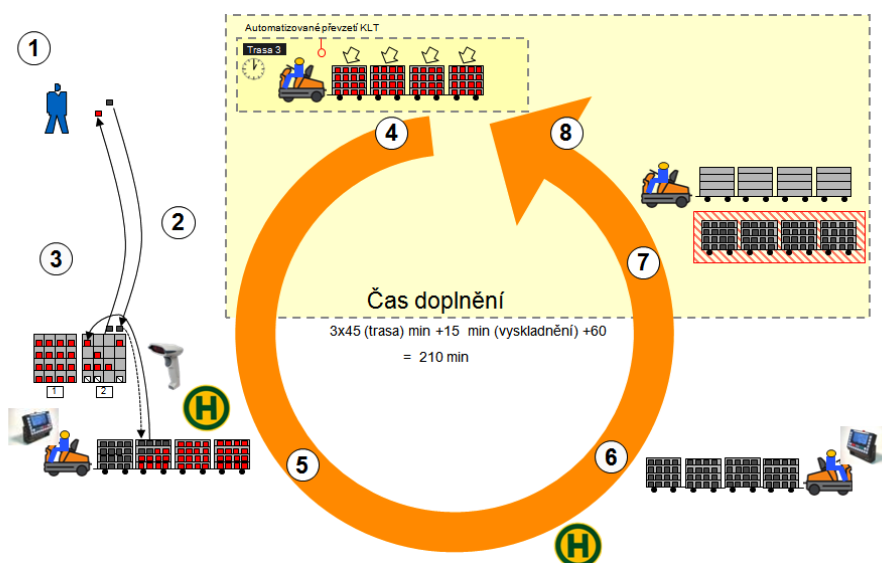 Automatizované převzetí KLT
Trasa 3
1
4
8
2
3
7
Čas doplnění
3x45 (trasa) min +15 min (vyskladnění) +60
= 210 min
1
2
H
5
6
H